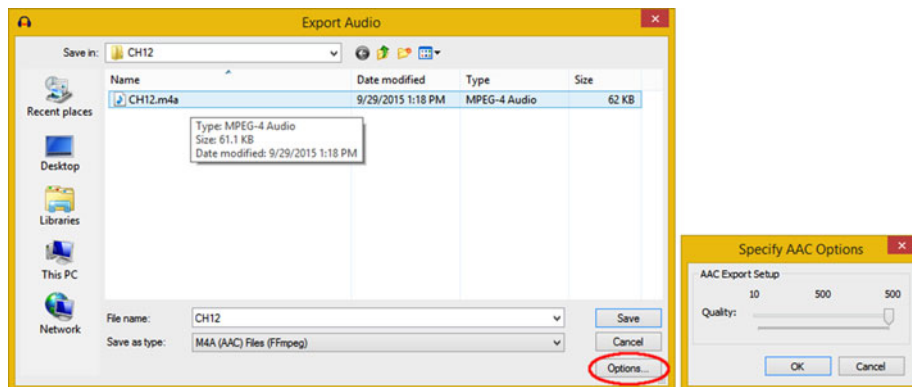 Export Audio
Save in: CH12
Name Date modified Type Size
CH12.m4a 9/29/2015 1:18 PM MPEG-4 Audio 62 KB
Type: MPEG-4 Audio
Size: 61.1 KB
Date modified: 9/29/2015 1:18 PM
Recent places
Desktop
Libraries
This PC
Network
File name: CH12 Save
Save as type: M4A (AAC) Files (FFmpeg) Cancel
Options...
Specify AAC Options
AAC Export Setup
10 500 500
Quality:
OK Cancel